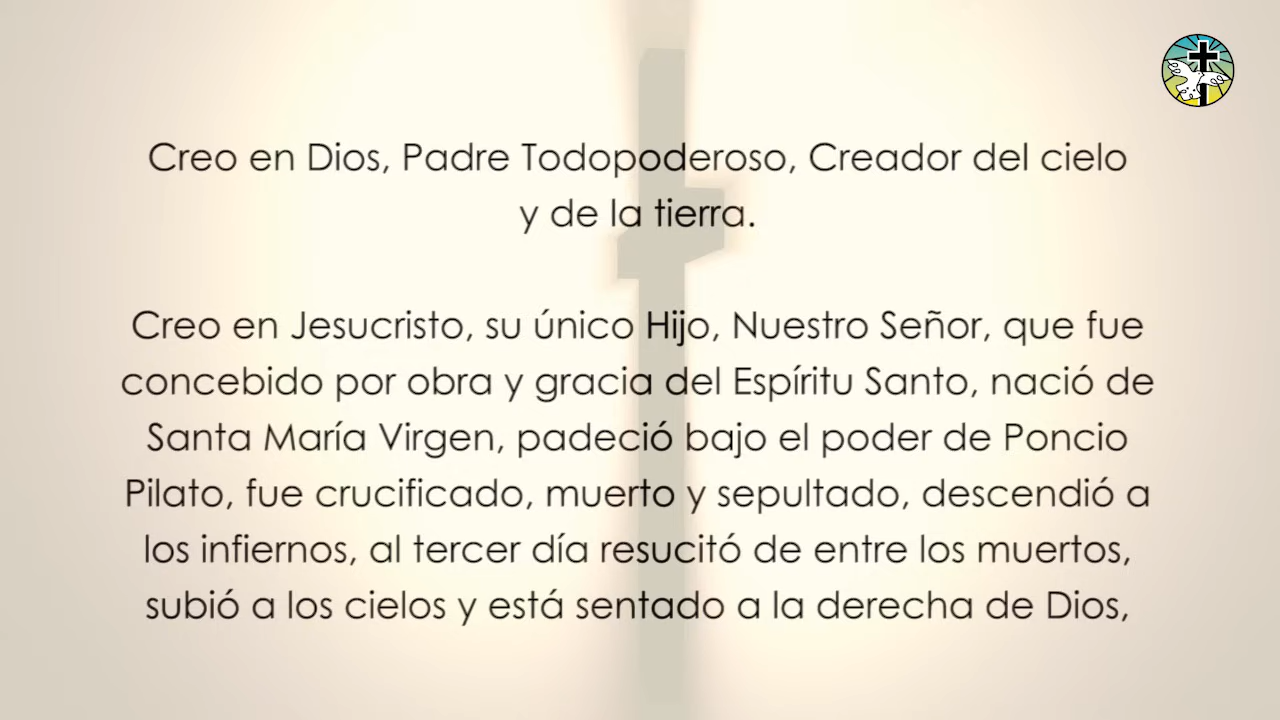 Creo en Dios, Padre Todopoderoso, Creador del cielo
y de la tierra.
Creo en Jesucristo, su único Hijo, Nuestro Señor, que fue
concebido por obra y gracia del Espíritu Santo, nació de
Santa María Virgen, padeció bajo el poder de Poncio
Pilato, fue crucificado, muerto y sepultado, descendió a
los infiernos, al tercer día resucitó de entre los muertos,
subió a los cielos y está sentado a la derecha de Dios,